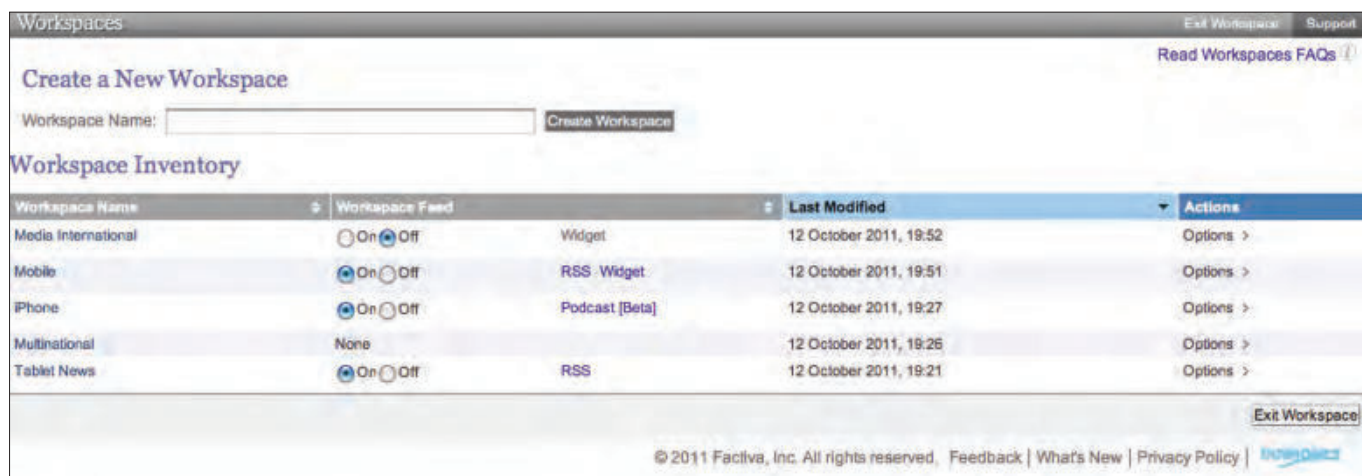 Workspaces Exit Workspace Support
Read Workspaces FAQs
Create a New Workspace
Workspace Name: Create Workspace
Workspace Inventory
Workspace Name Workspace Feed Last Modified Actions
Media International On Off Widget 12 October 2011, 19:52 Options >
Mobile On Off RSS Widget 12 October 2011, 19:51 Options >
iPhone On Off Podcast [Beta] 12 October 2011, 19:27 Options >
Multinational None 12 October 2011, 19:26 Options >
Tablet News On Off RSS 12 October 2011, 19:21 Options >
Exit Workspace
© 2011 Factiva, Inc. All rights reserved. Feedback | What's New | Privacy Policy |